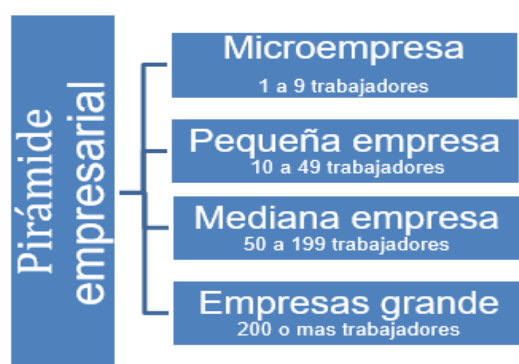 Pirámide
empresarial
Microempresa
1 a 9 trabajadores
Pequeña empresa
10 a 49 trabajadores
Mediana empresa
50 a 199 trabajadores
Empresas grande
200 o mas trabajadores